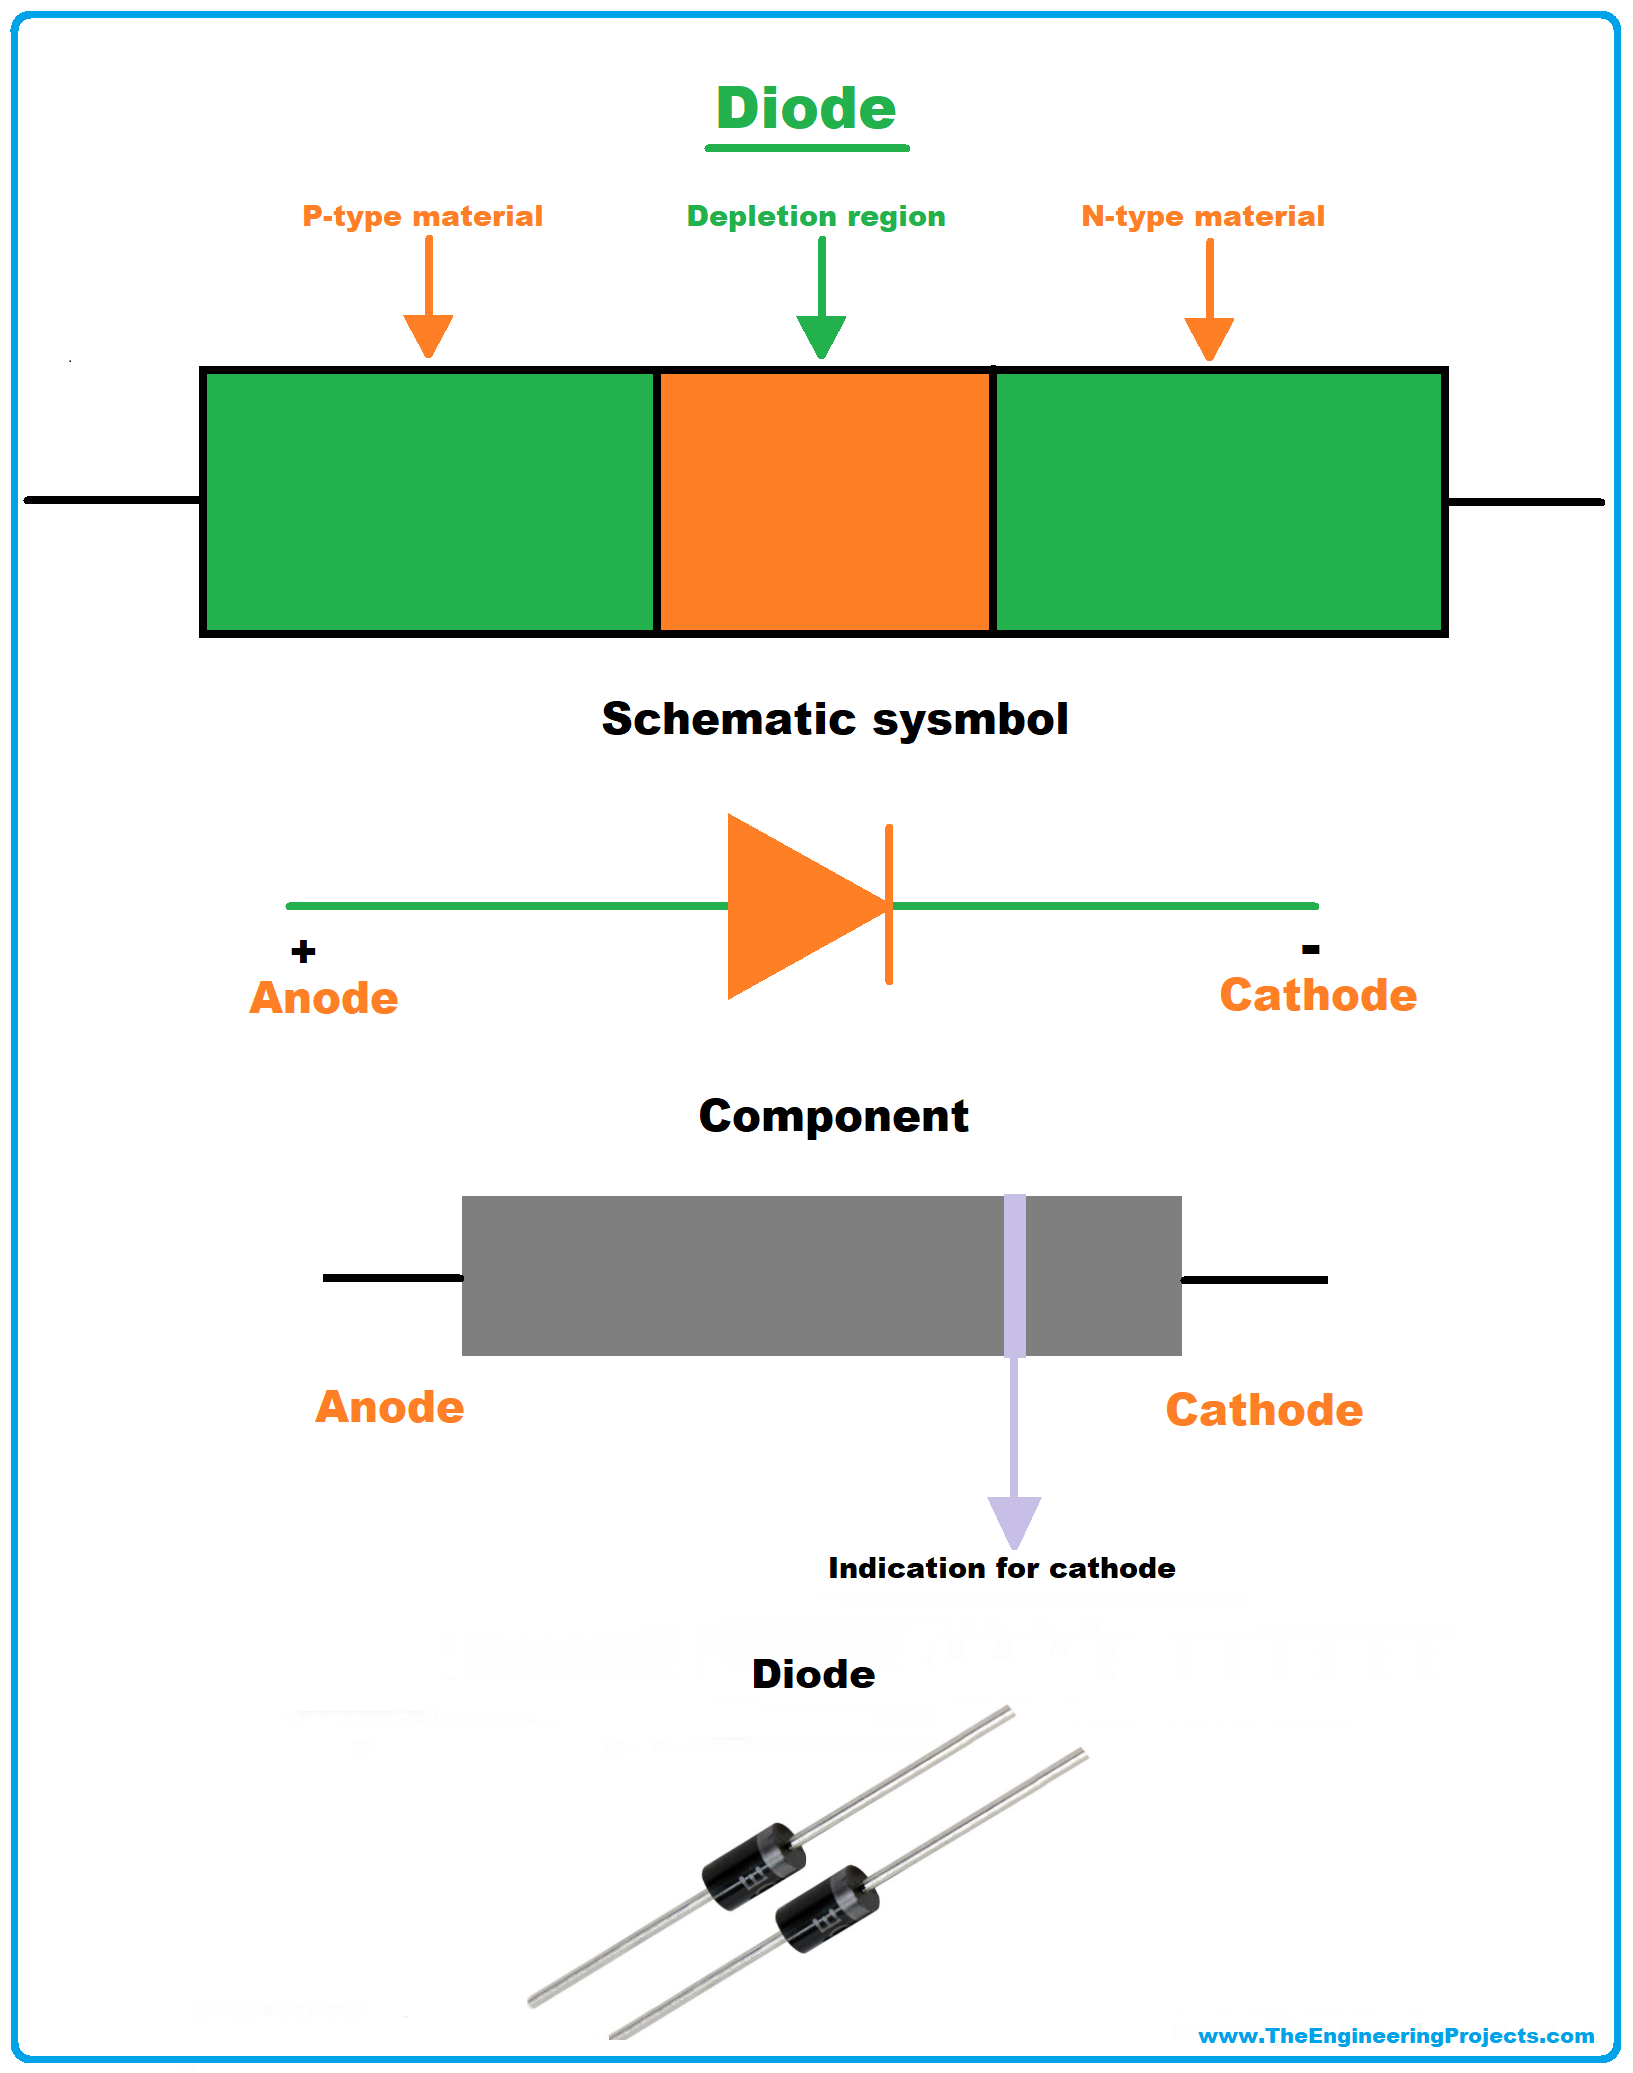 Diode
P-type material Depletion region N-type material
Schematic sysmbol
+ -
Anode Cathode
Component
Anode Cathode
Indication for cathode
Diode
www.TheEngineeringProjects.com